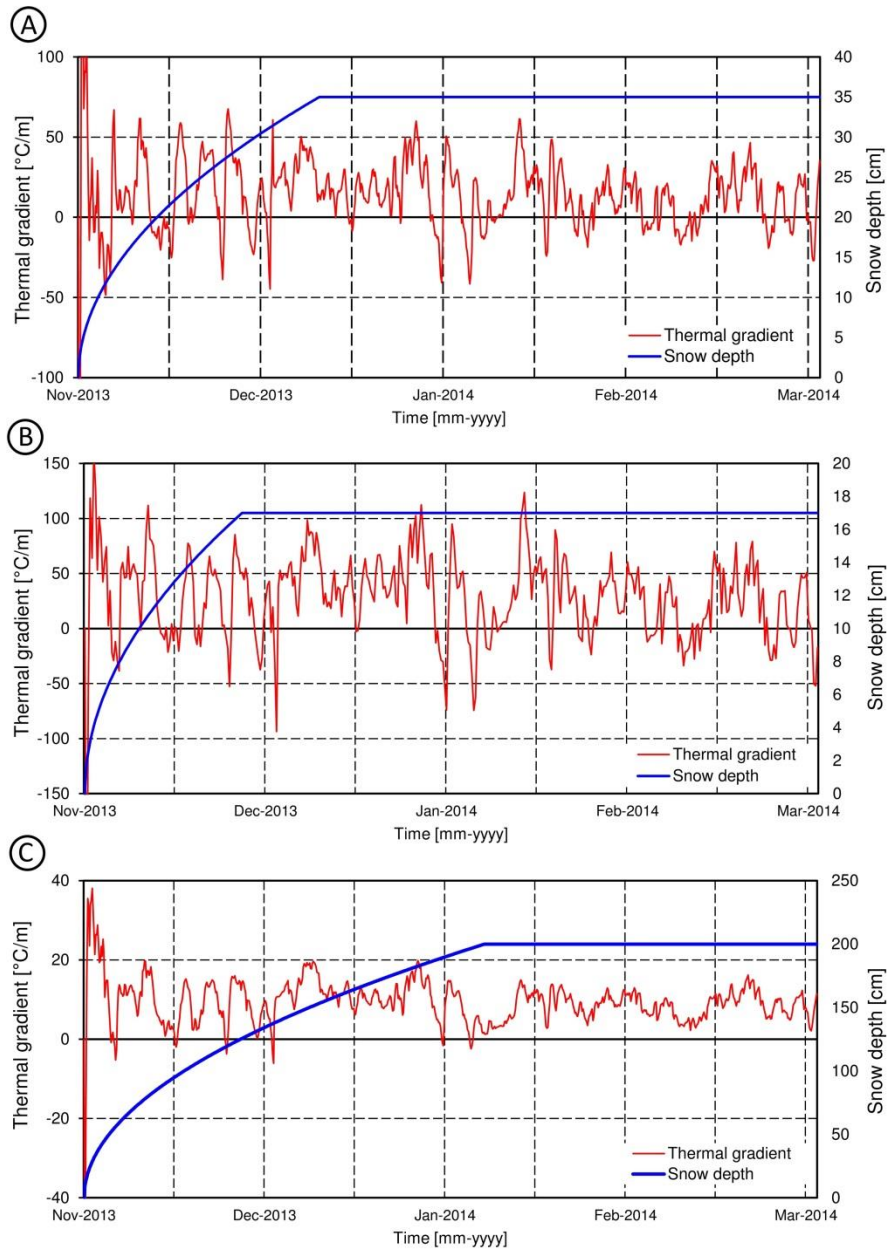 A
100
50
0
-50
-100
Thermal gradient [°C/m]
40
35
30
25
20
15
10
5
0
Snow depth [cm]
Thermal gradient
Snow depth
Nov-2013 Dec-2013 Jan-2014 Feb-2014 Mar-2014
Time [mm-yyyy]
B
150
100
50
0
-50
-100
-150
Thermal gradient [°C/m]
20
18
16
14
12
10
8
6
4
2
0
Snow depth [cm]
Thermal gradient
Snow depth
Nov-2013 Dec-2013 Jan-2014 Feb-2014 Mar-2014
Time [mm-yyyy]
C
40
20
0
-20
-40
Thermal gradient [°C/m]
250
200
150
100
50
0
Snow depth [cm]
Thermal gradient
Snow depth
Nov-2013 Dec-2013 Jan-2014 Feb-2014 Mar-2014
Time [mm-yyyy]